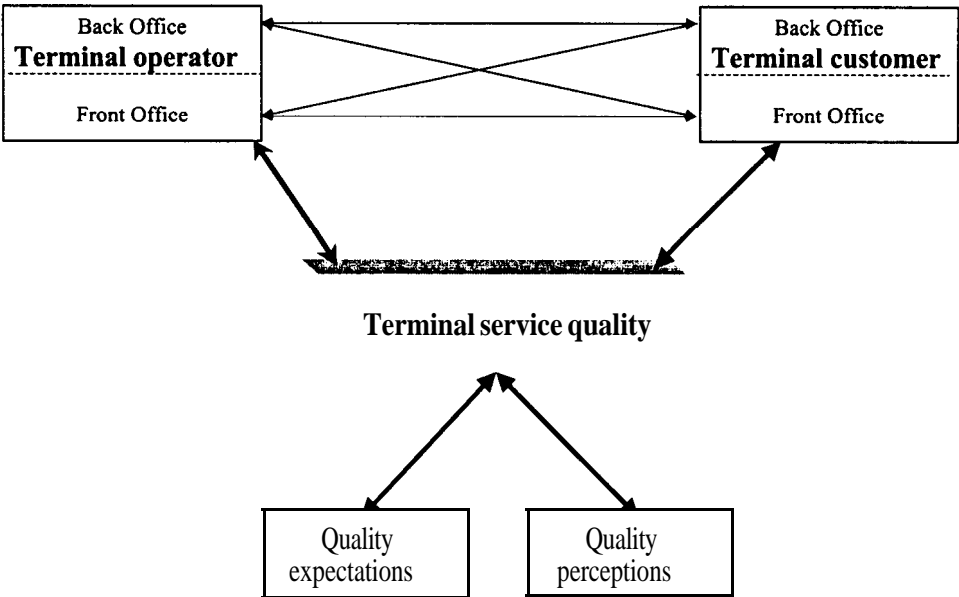 Back Office
Terminal operator
Front Office
Back Office
Terminal customer
Front Office
Terminal service quality
Quality
expectations
Quality
perceptions